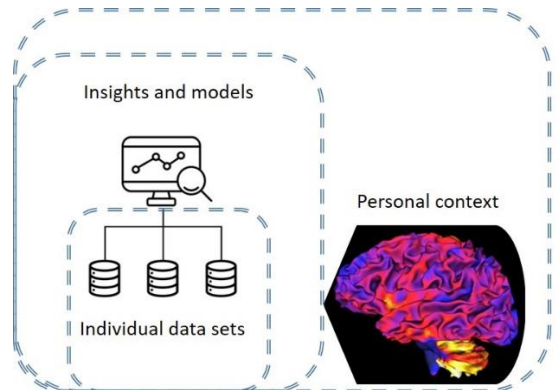 Insights and models
Personal context
Individual data sets